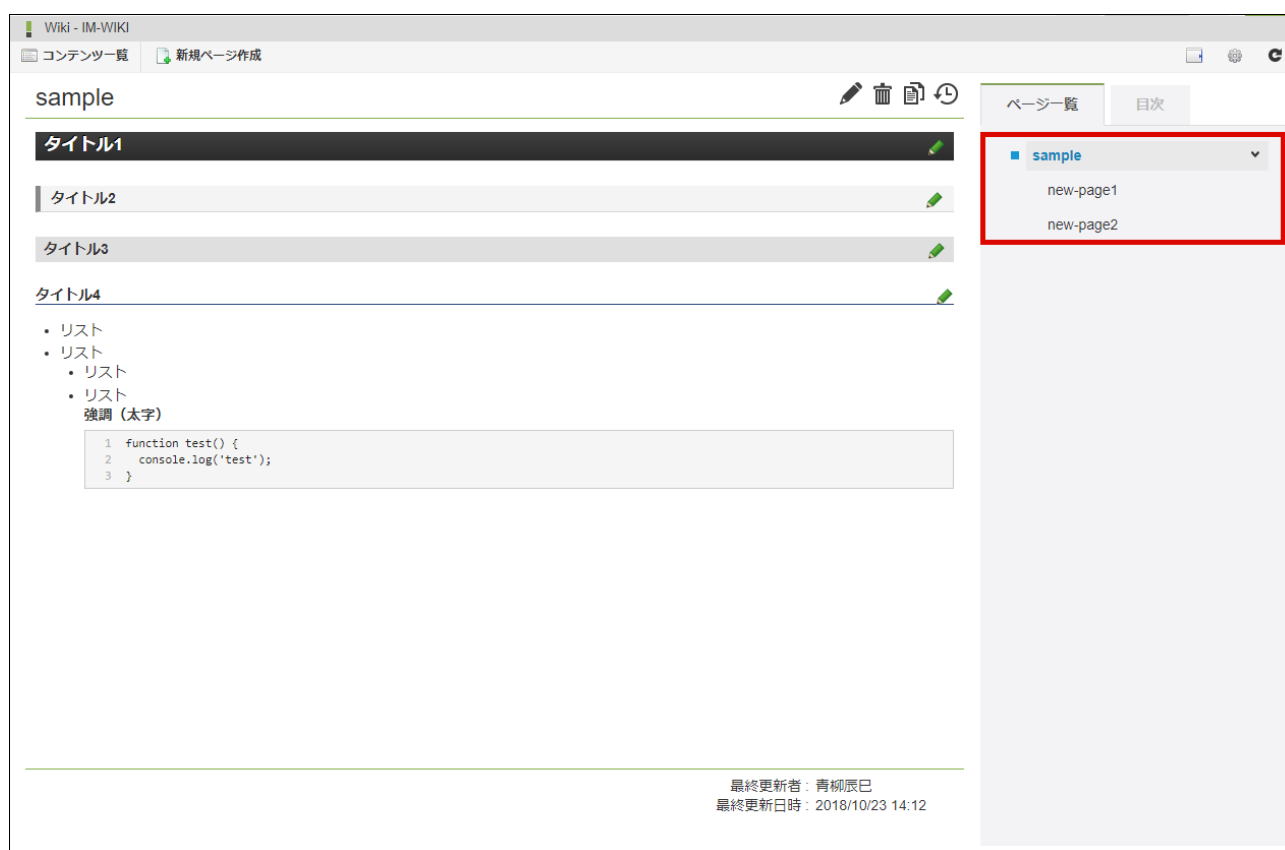 Wiki - IM-WIKI
コンテンツ一覧 新規ページ作成
sample
タイトル1
タイトル2
タイトル3
タイトル4
• リスト
• リスト
• リスト
• リスト
強調（太字）
1 function test() {
2 console.log('test');
3 }
最終更新者 : 青柳辰巳
最終更新日時 : 2018/10/23 14:12
ページ一覧 目次
sample
new-page1
new-page2